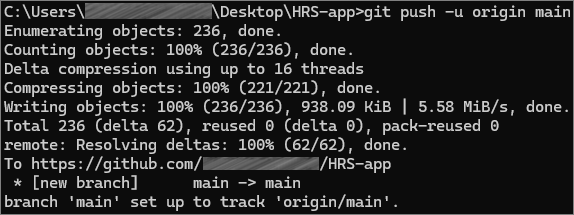 C:\Users\ \Desktop\HRS-app>git push -u origin main
Enumerating objects: 236, done.
Counting objects: 100% (236/236), done.
Delta compression using up to 16 threads
Compressing objects: 100% (221/221), done.
Writing objects: 100% (236/236), 938.09 KiB | 5.58 MiB/s, done.
Total 236 (delta 62), reused 0 (delta 0), pack-reused 0
remote: Resolving deltas: 100% (62/62), done.
To https://github.com/ /HRS-app
 * [new branch]      main -> main
branch 'main' set up to track 'origin/main'.